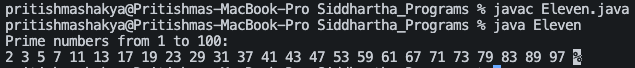 pritishmashakya@Pritishmas-MacBook-Pro Siddhartha_Programs % javac Eleven.java
pritishmashakya@Pritishmas-MacBook-Pro Siddhartha_Programs % java Eleven
Prime numbers from 1 to 100:
2 3 5 7 11 13 17 19 23 29 31 37 41 43 47 53 59 61 67 71 73 79 83 89 97 %